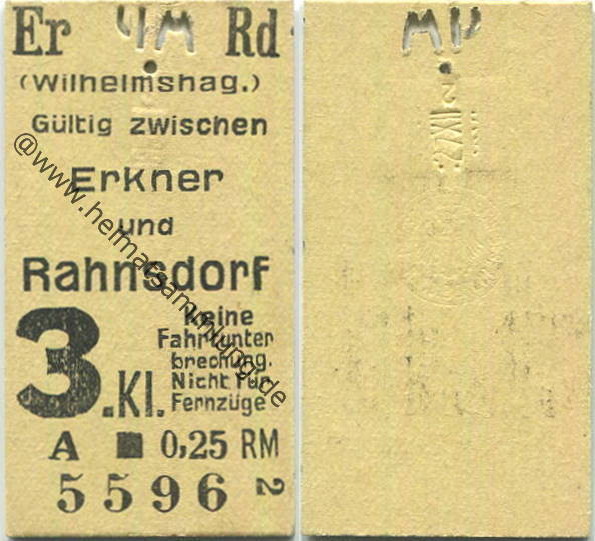 Er Rd
(Wilhelmshag.)
Gültig zwischen
Erkner
und
Rahnsdorf
3.Kl.
keine
Fahrtunter
brechung.
Nicht für
Fernzüge
A 0,25 RM
5596 2
@www.heimatsammlung.de